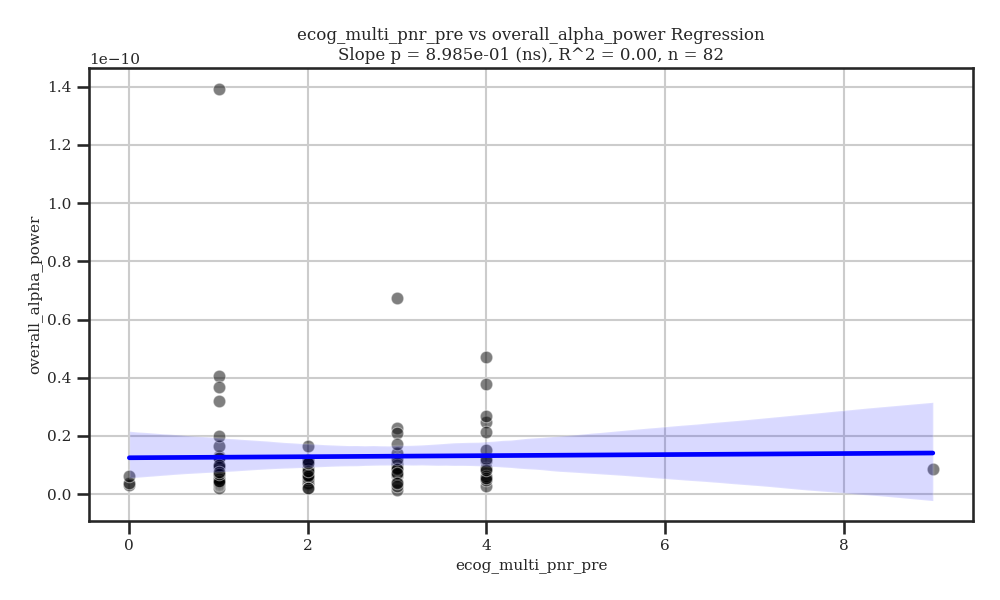 ecog_multi_pnr_pre vs overall_alpha_power Regression
Slope p = 8.985e-01 (ns), R^2 = 0.00, n = 82
1e−10
1.4
1.2
1.0
0.8
0.6
0.4
0.2
0.0
overall_alpha_power
0 2 4 6 8
ecog_multi_pnr_pre